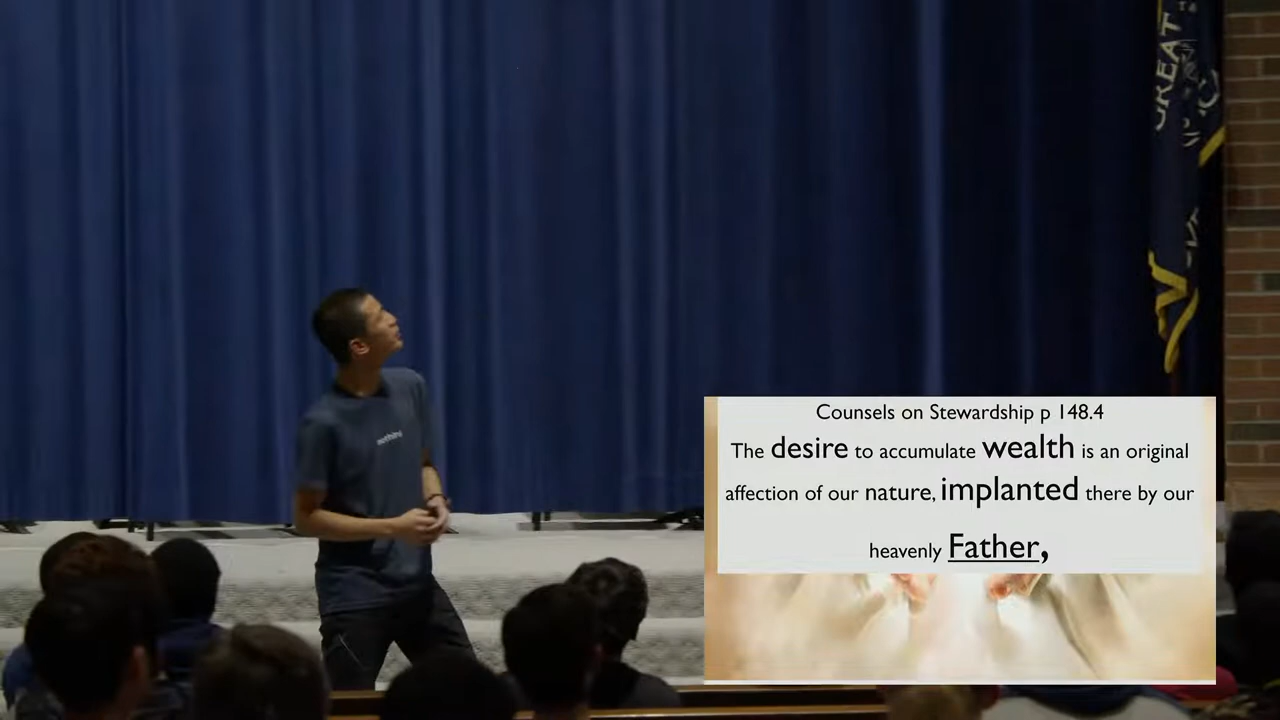 GREAT
Counsels on Stewardship p 148.4
The desire to accumulate wealth is an original
affection of our nature, implanted there by our
heavenly Father,